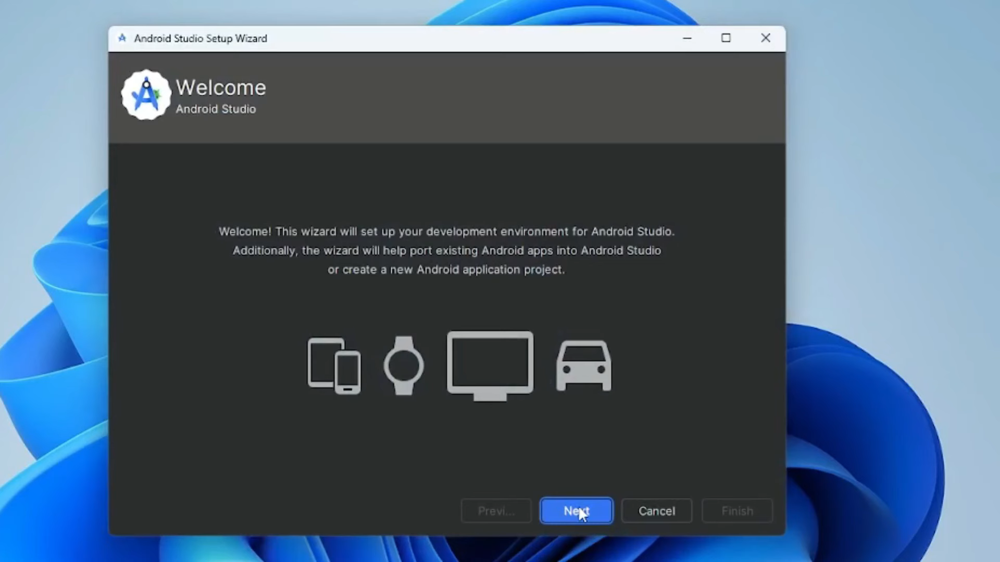 Android Studio Setup Wizard
Welcome
Android Studio
Welcome! This wizard will set up your development environment for Android Studio.
Additionally, the wizard will help port existing Android apps into Android Studio
or create a new Android application project.
Previ...
Next
Cancel
Finish